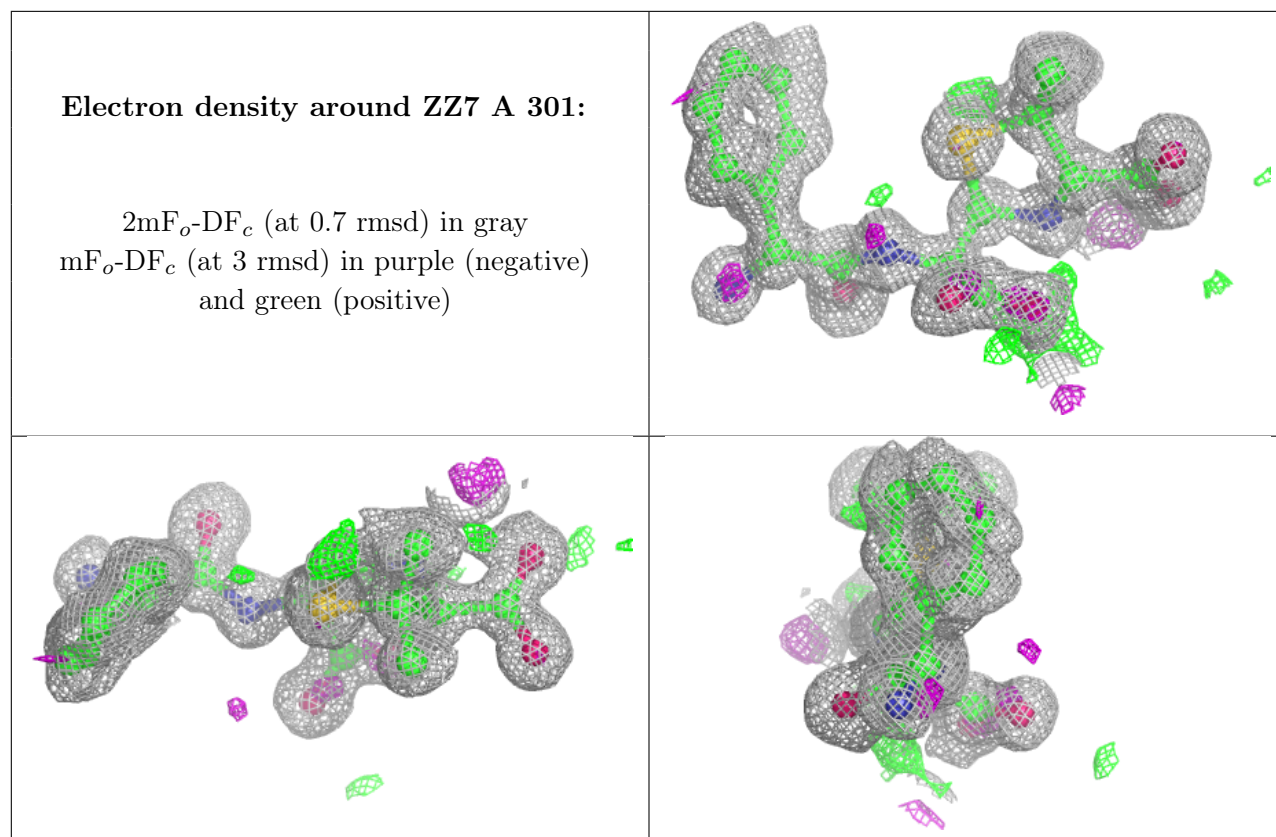 Electron density around ZZ7 A 301:
2mFₒ-DF𝒸 (at 0.7 rmsd) in gray
mFₒ-DF𝒸 (at 3 rmsd) in purple (negative)
and green (positive)